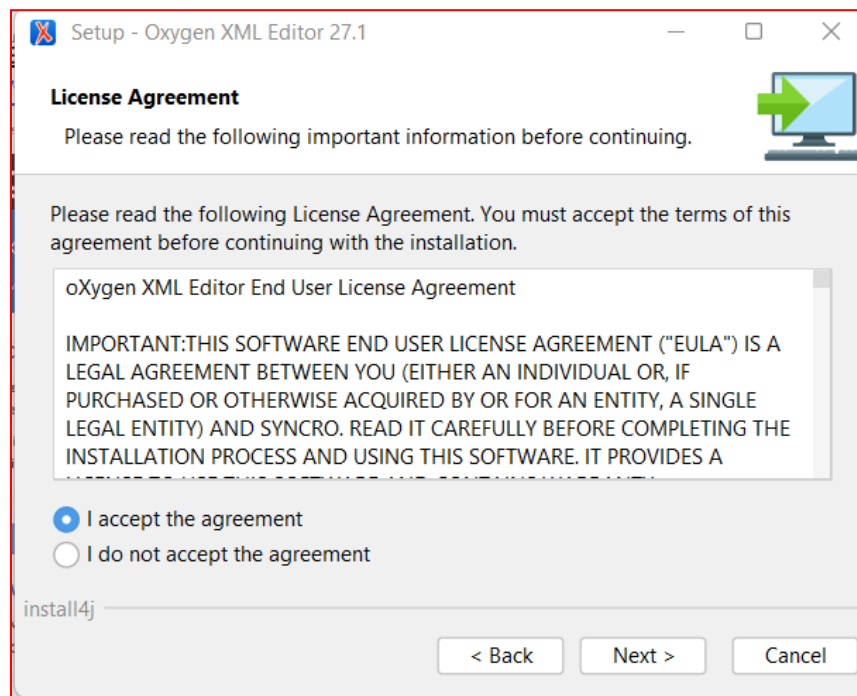 Setup - Oxygen XML Editor 27.1
License Agreement
Please read the following important information before continuing.
Please read the following License Agreement. You must accept the terms of this
agreement before continuing with the installation.
oXygen XML Editor End User License Agreement
IMPORTANT:THIS SOFTWARE END USER LICENSE AGREEMENT ("EULA") IS A
LEGAL AGREEMENT BETWEEN YOU (EITHER AN INDIVIDUAL OR, IF
PURCHASED OR OTHERWISE ACQUIRED BY OR FOR AN ENTITY, A SINGLE
LEGAL ENTITY) AND SYNCRO. READ IT CAREFULLY BEFORE COMPLETING THE
INSTALLATION PROCESS AND USING THIS SOFTWARE. IT PROVIDES A
I accept the agreement
I do not accept the agreement
install4j
< Back
Next >
Cancel